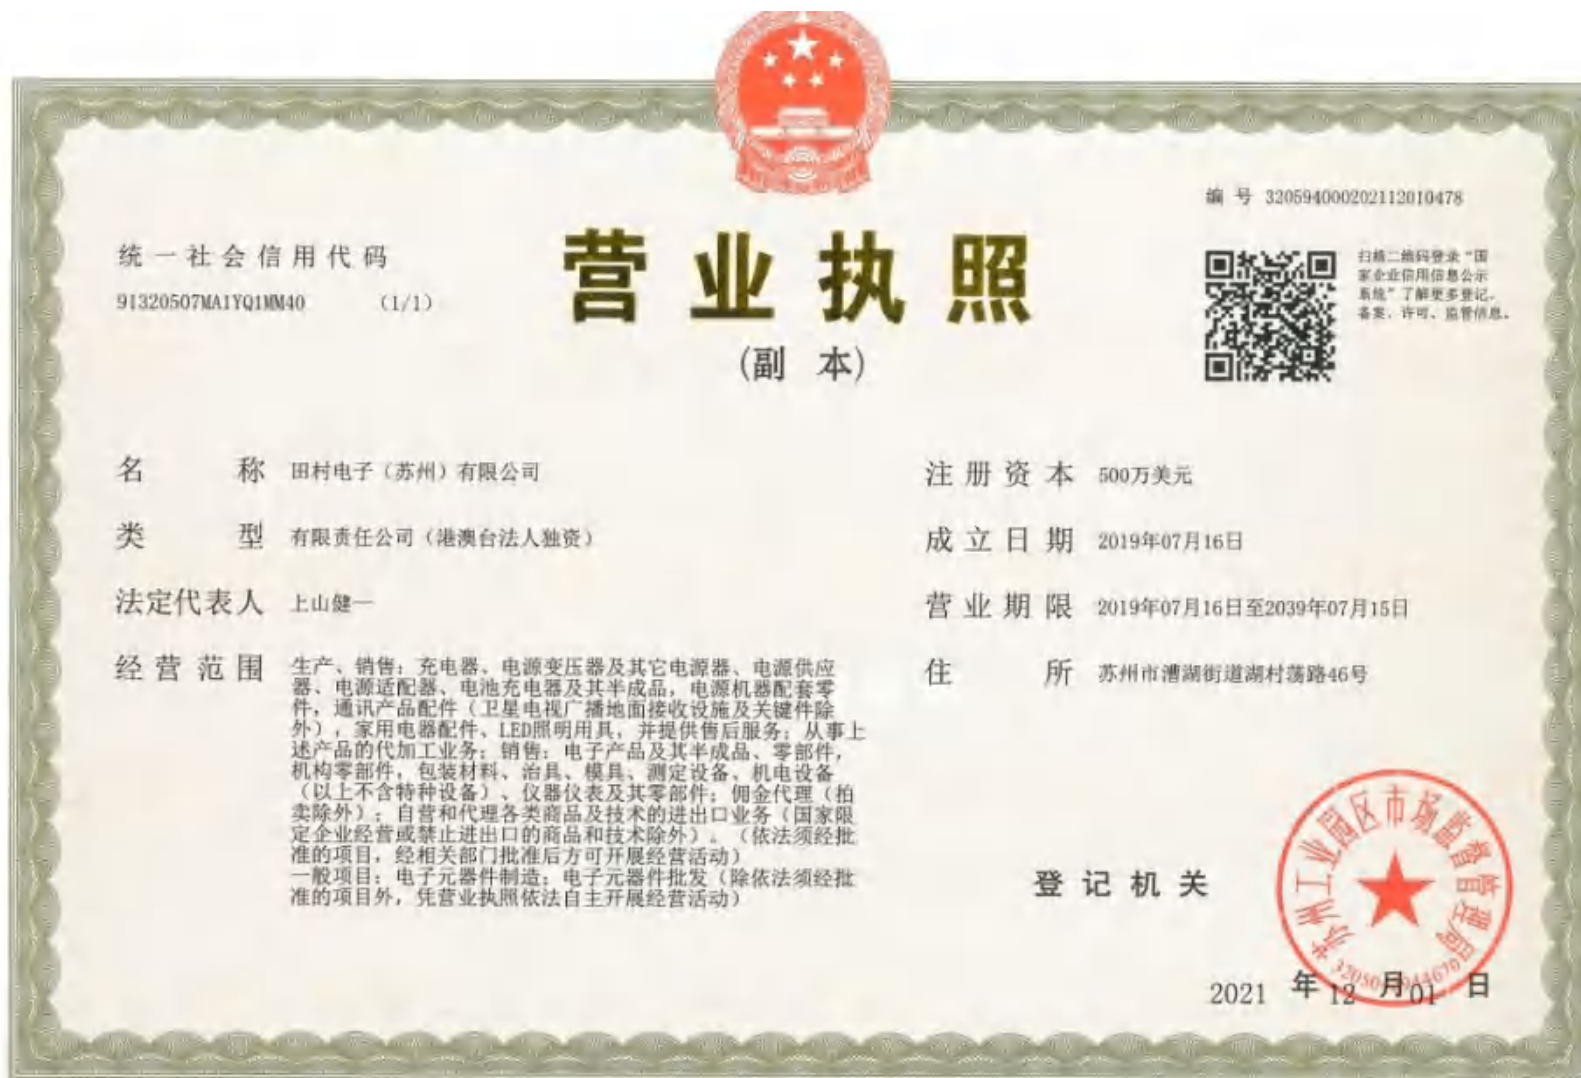 编 号 320594000202112010478
统一社会信用代码
91320507MA1YQ1MM40 (1/1)
营业执照
(副 本)
扫描二维码登录“国
家企业信用信息公示
系统”了解更多登记、
备案、许可、监管信息。
名 称 田村电子（苏州）有限公司
类 型 有限责任公司（港澳台法人独资）
法定代表人 上山健一
经营范围 生产、销售：充电器、电源变压器及其它电源器、电源供应
器、电源适配器、电池充电器及其半成品，电源机器配套零
件，通讯产品配件（卫星电视广播地面接收设施及关键件除
外），家用电器配件、LED照明用具，并提供售后服务；从事上
述产品的代加工业务；销售：电子产品及其半成品、零部件，
机构零部件，包装材料、治具、模具、测定设备、机电设备
（以上不含特种设备）、仪器仪表及其零部件；佣金代理（拍
卖除外）；自营和代理各类商品及技术的进出口业务（国家限
定企业经营或禁止进出口的商品和技术除外）。（依法须经批
准的项目，经相关部门批准后方可开展经营活动）
一般项目：电子元器件制造；电子元器件批发（除依法须经批
准的项目外，凭营业执照依法自主开展经营活动）
注册资本 500万美元
成立日期 2019年07月16日
营业期限 2019年07月16日至2039年07月15日
住 所 苏州市漕湖街道湖村荡路46号
登记机关
苏州工业园区市场监督管理局
2021 年 12 月 01 日